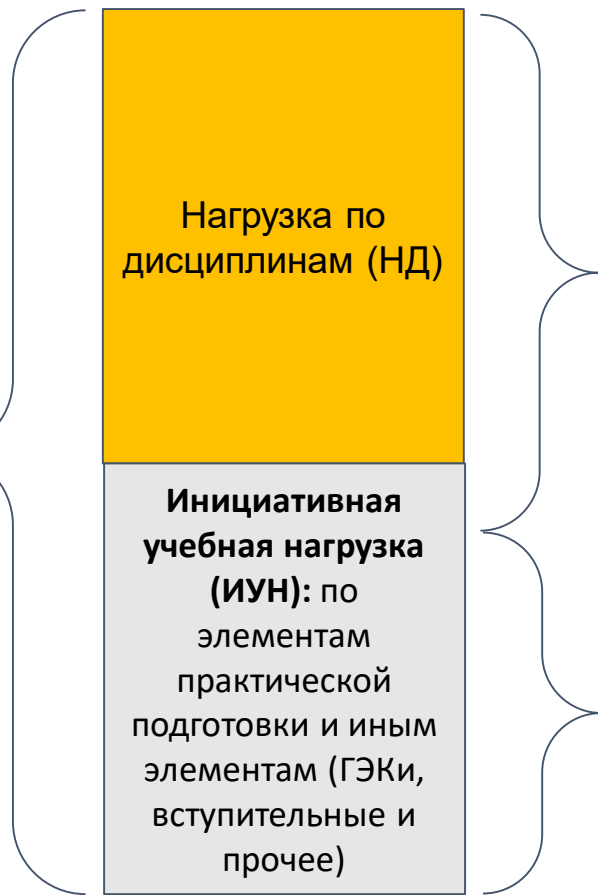 Нагрузка по
дисциплинам (НД)
Инициативная
учебная нагрузка
(ИУН): по
элементам
практической
подготовки и иным
элементам (ГЭКи,
вступительные и
прочее)